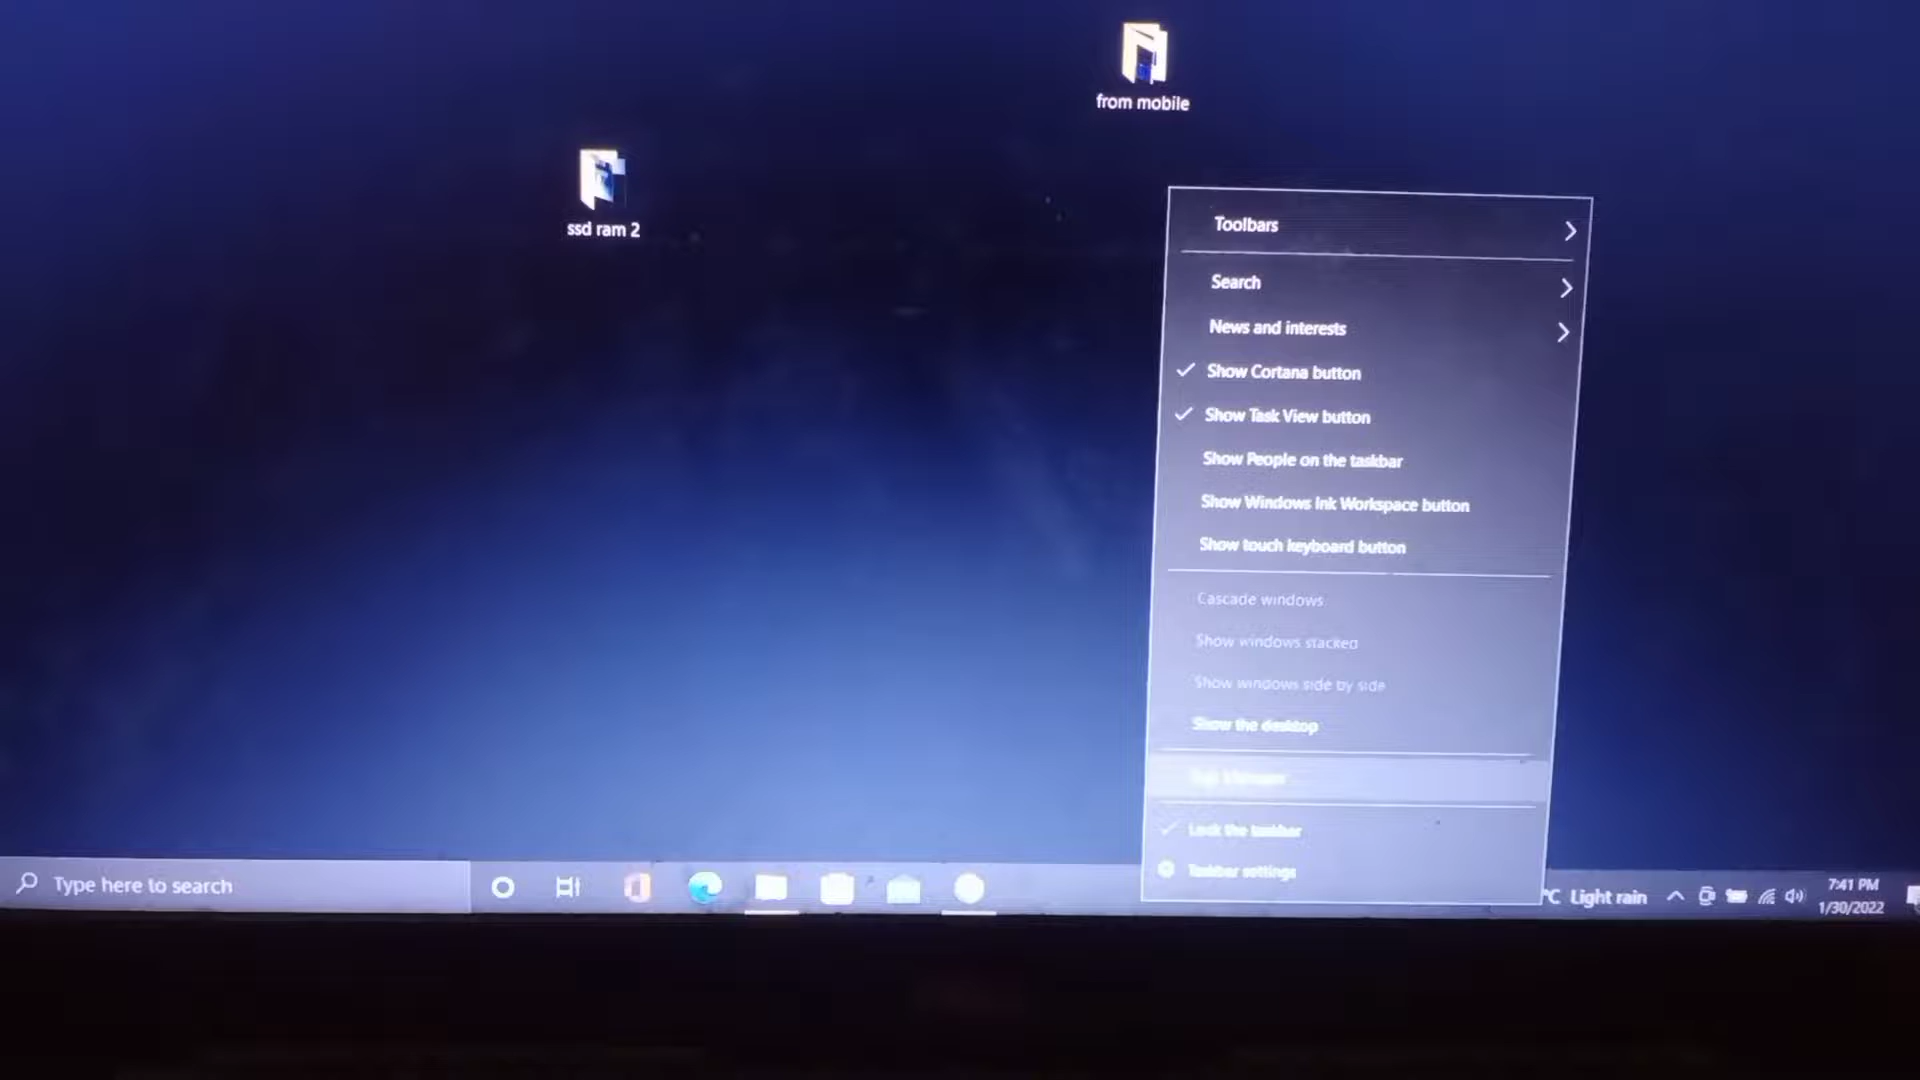 from mobile
ssd ram 2
Toolbars
Search
News and interests
Show Cortana button
Show Task View button
Show People on the taskbar
Show Windows Ink Workspace button
Show touch keyboard button
Cascade windows
Show windows stacked
Show windows side by side
Show the desktop
Lock the taskbar
Taskbar settings
Type here to search
°C Light rain
7:41 PM
1/30/2022